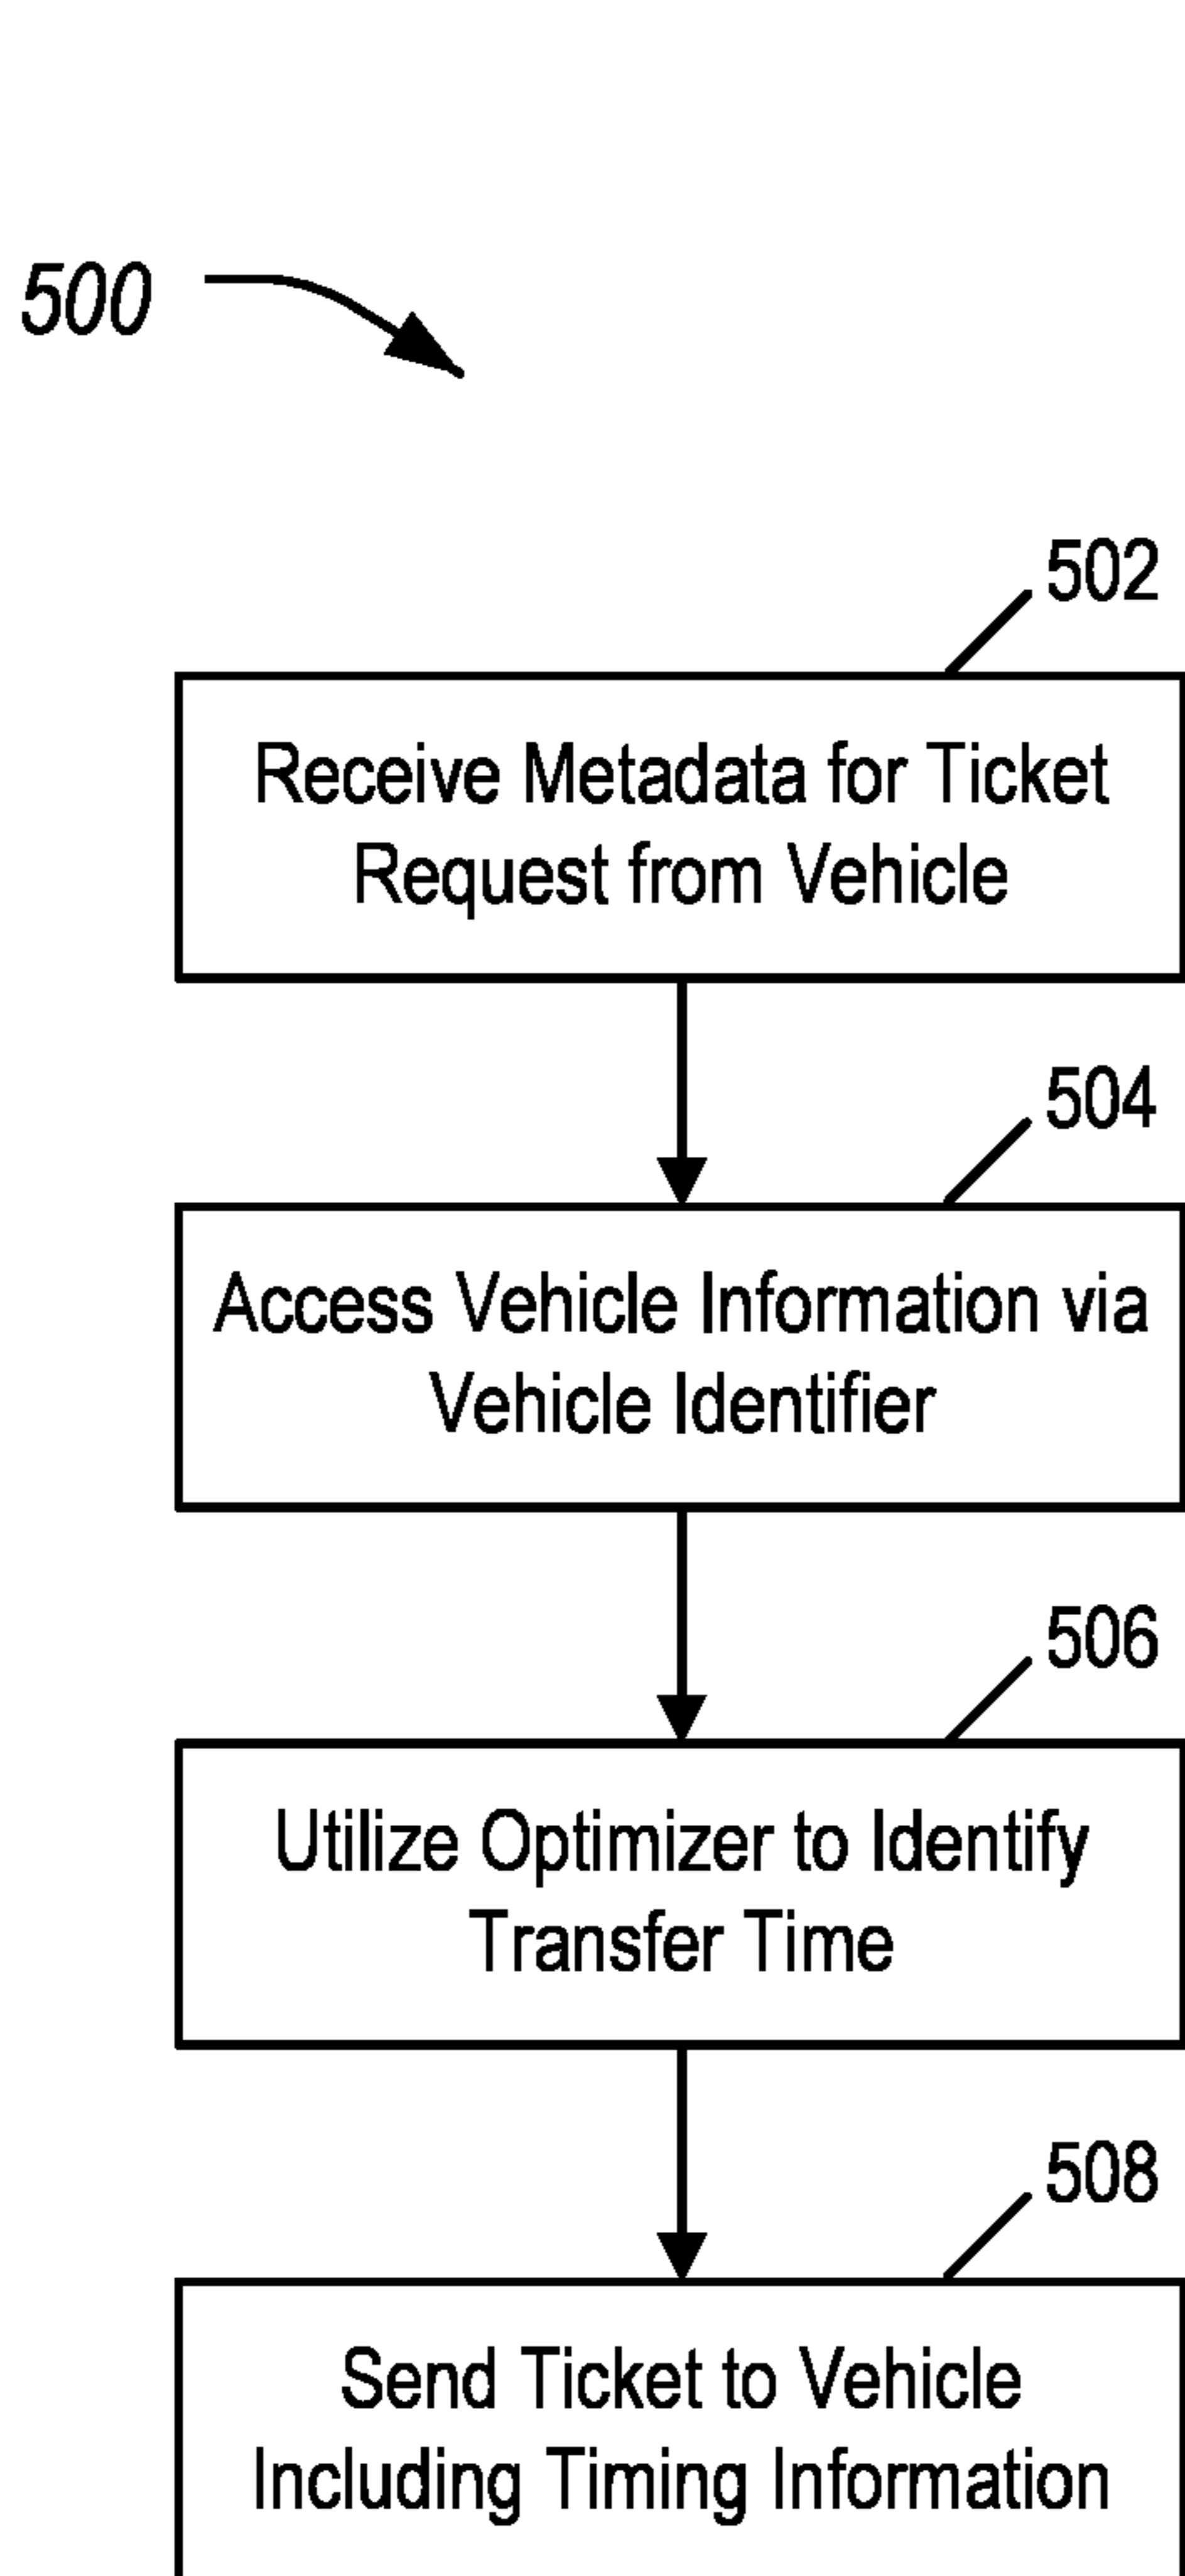 500
502
Receive Metadata for Ticket
Request from Vehicle
504
Access Vehicle Information via
Vehicle Identifier
506
Utilize Optimizer to Identify
Transfer Time
508
Send Ticket to Vehicle
Including Timing Information